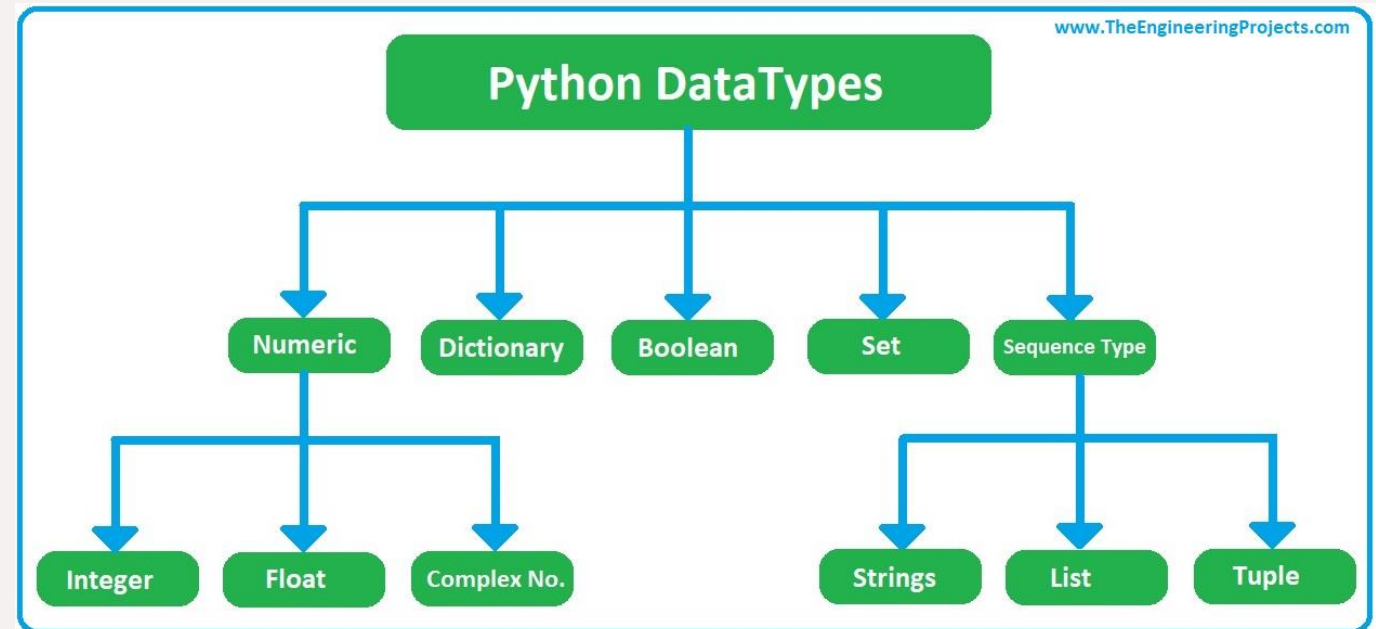 www.TheEngineeringProjects.com
Python DataTypes
Numeric
Dictionary
Boolean
Set
Sequence Type
Integer
Float
Complex No.
Strings
List
Tuple